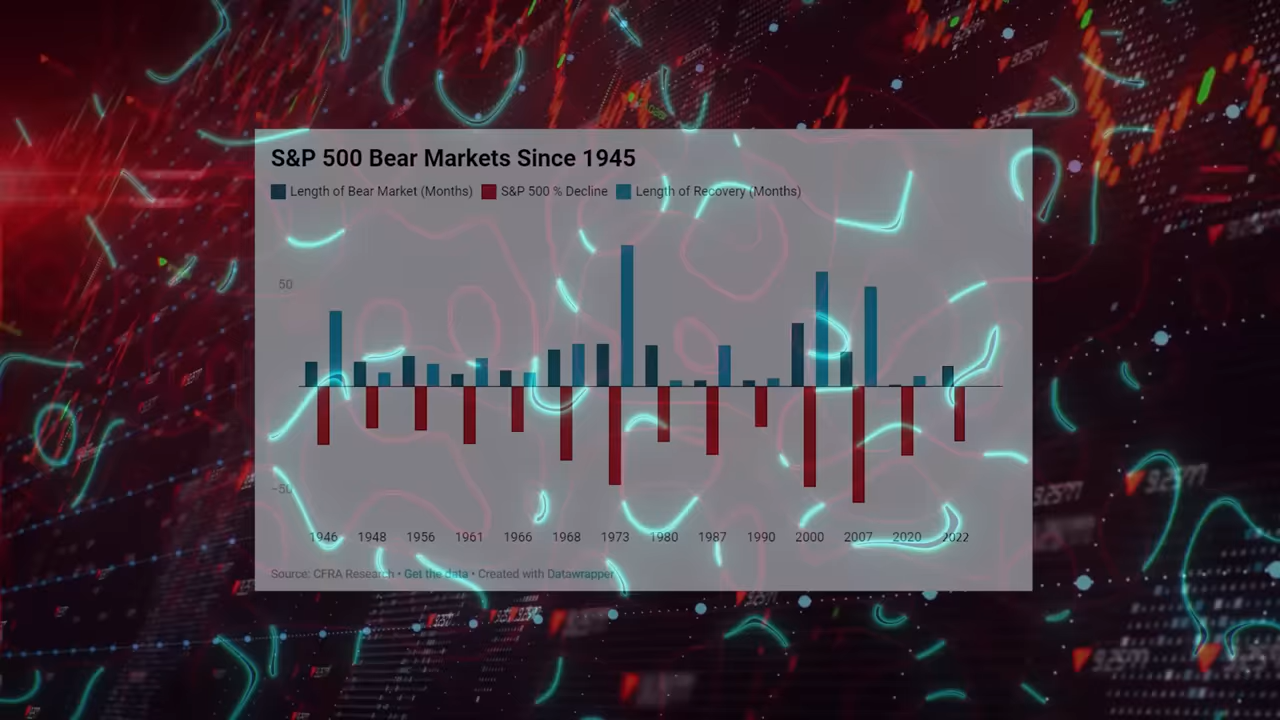 S&P 500 Bear Markets Since 1945
Length of Bear Market (Months) S&P 500 % Decline Length of Recovery (Months)
50
−50
1946 1948 1956 1961 1966 1968 1973 1980 1987 1990 2000 2007 2020 2022
Source: CFRA Research • Get the data • Created with Datawrapper